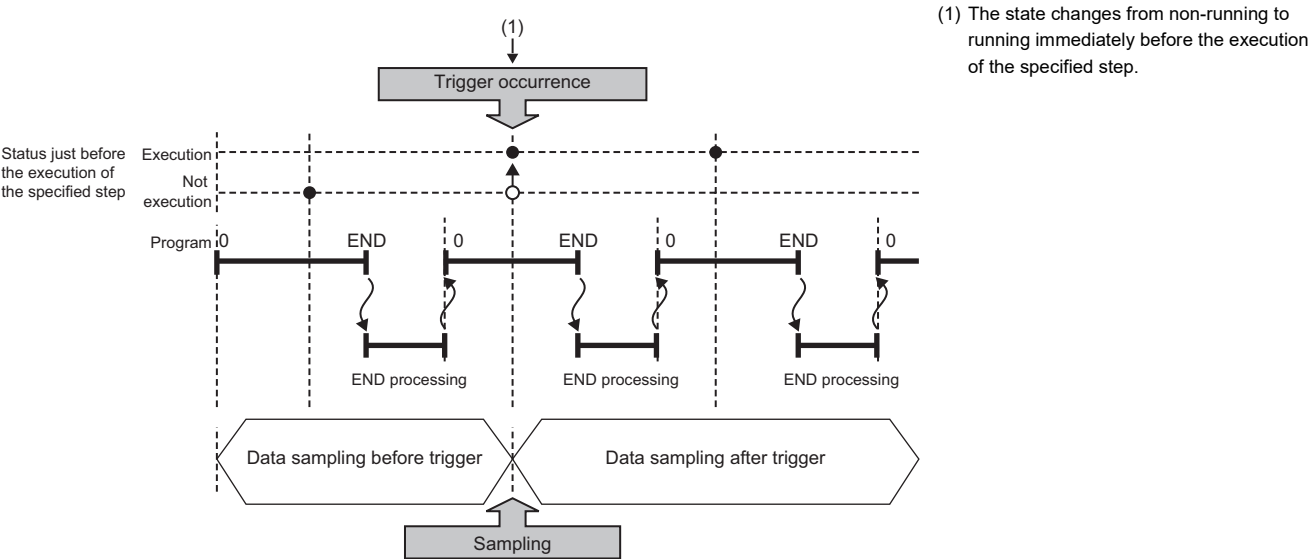 (1)
(1) The state changes from non-running to
running immediately before the execution
of the specified step.
Trigger occurrence
Status just before
the execution of
the specified step
Execution
Not
execution
Program 0 END 0 END 0 END 0
END processing END processing END processing
Data sampling before trigger Data sampling after trigger
Sampling